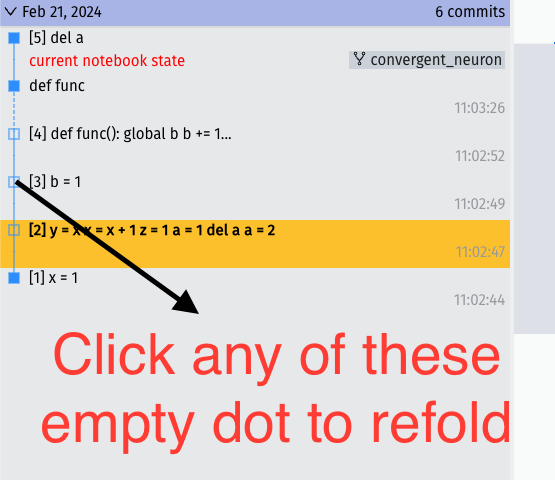 Feb 21, 2024 6 commits
[5] del a
current notebook state convergent_neuron
def func
11:03:26
[4] def func(): global b b += 1...
11:02:52
[3] b = 1
11:02:49
[2] y = x x = x + 1 z = 1 a = 1 del a a = 2
11:02:47
[1] x = 1
11:02:44
Click any of these
empty dot to refold